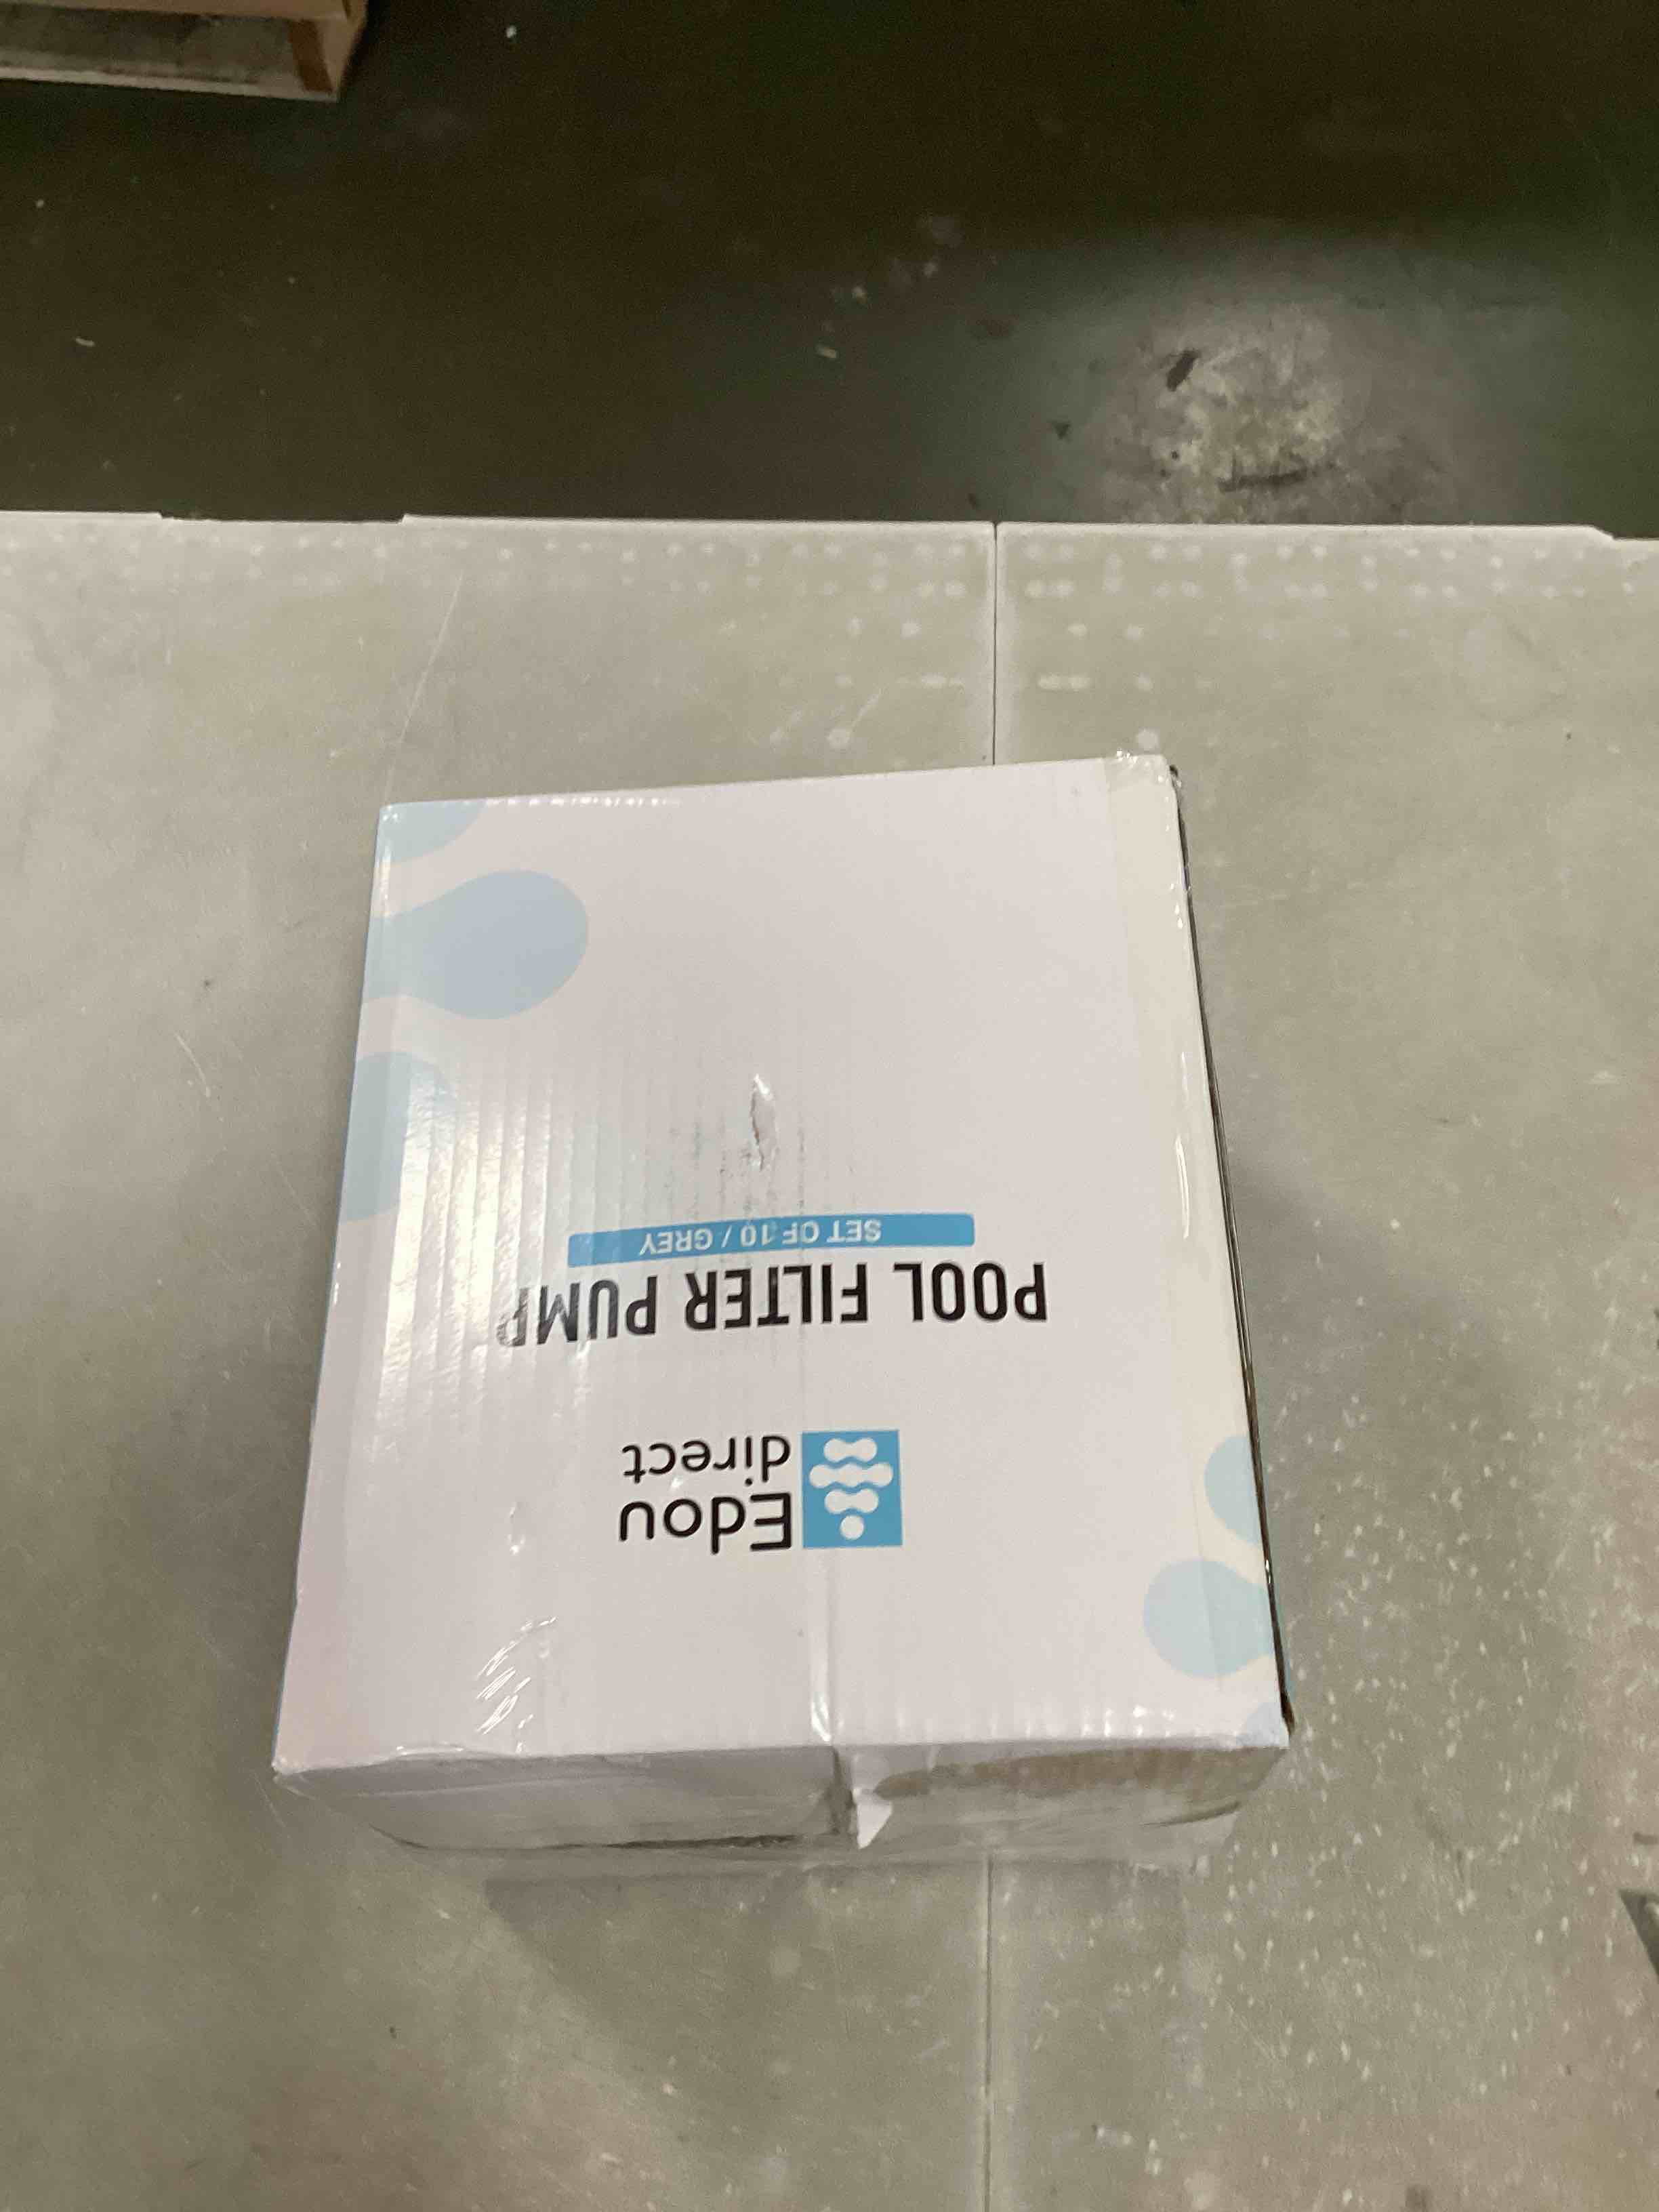 Edou
direct
POOL FILTER PUMP
SET OF 10 / GREY